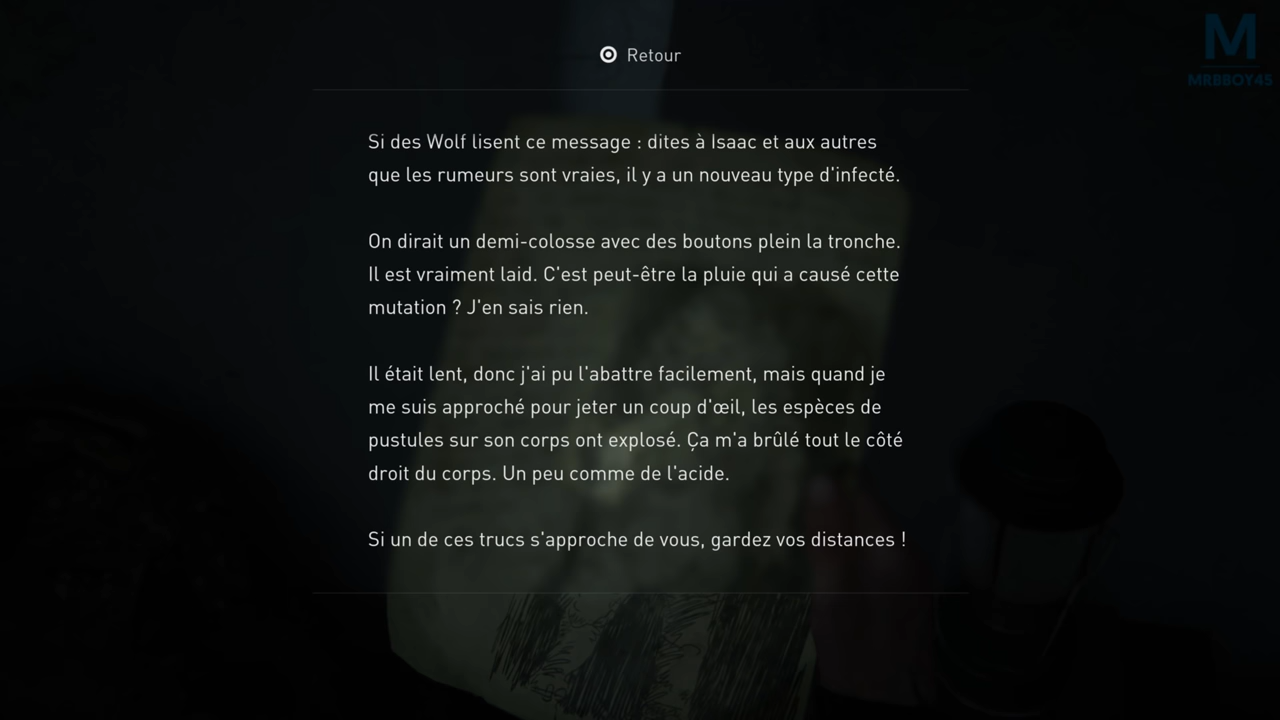 M
MRBBOY45
Retour
Si des Wolf lisent ce message : dites à Isaac et aux autres
que les rumeurs sont vraies, il y a un nouveau type d'infecté.
On dirait un demi-colosse avec des boutons plein la tronche.
Il est vraiment laid. C'est peut-être la pluie qui a causé cette
mutation ? J'en sais rien.
Il était lent, donc j'ai pu l'abattre facilement, mais quand je
me suis approché pour jeter un coup d'œil, les espèces de
pustules sur son corps ont explosé. Ça m'a brûlé tout le côté
droit du corps. Un peu comme de l'acide.
Si un de ces trucs s'approche de vous, gardez vos distances !